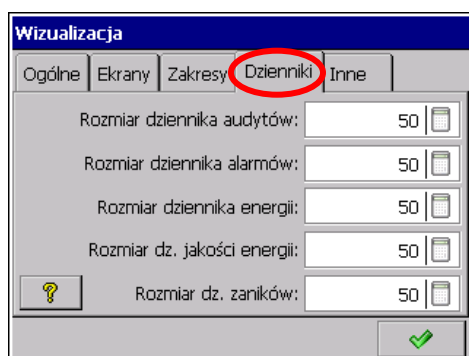 Wizualizacja
Ogólne Ekrany Zakresy Dzienniki Inne
Rozmiar dziennika audytów: 50
Rozmiar dziennika alarmów: 50
Rozmiar dziennika energii: 50
Rozmiar dz. jakości energii: 50
? Rozmiar dz. zaników: 50